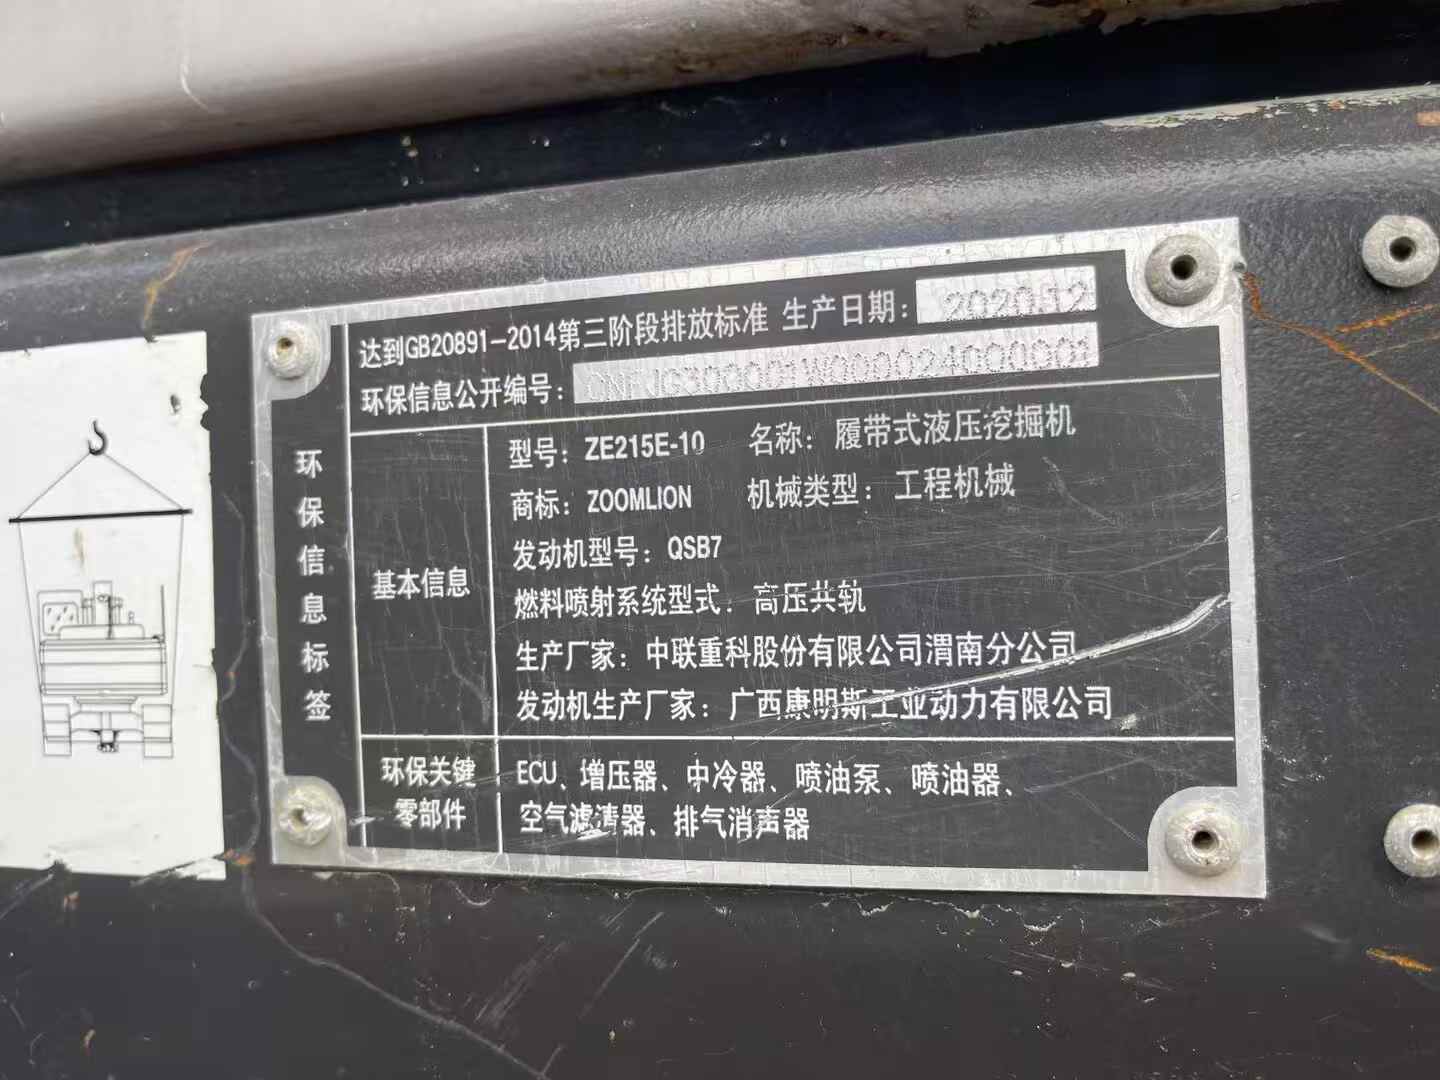 达到GB20891-2014第三阶段排放标准 生产日期: 202012
环保信息公开编号:
环保信息标签
基本信息
型号: ZE215E-10 名称: 履带式液压挖掘机
商标: ZOOMLION 机械类型: 工程机械
发动机型号: QSB7
燃料喷射系统型式: 高压共轨
生产厂家: 中联重科股份有限公司渭南分公司
发动机生产厂家: 广西康明斯工业动力有限公司
环保关键
零部件
ECU、增压器、中冷器、喷油泵、喷油器、
空气滤清器、排气消声器